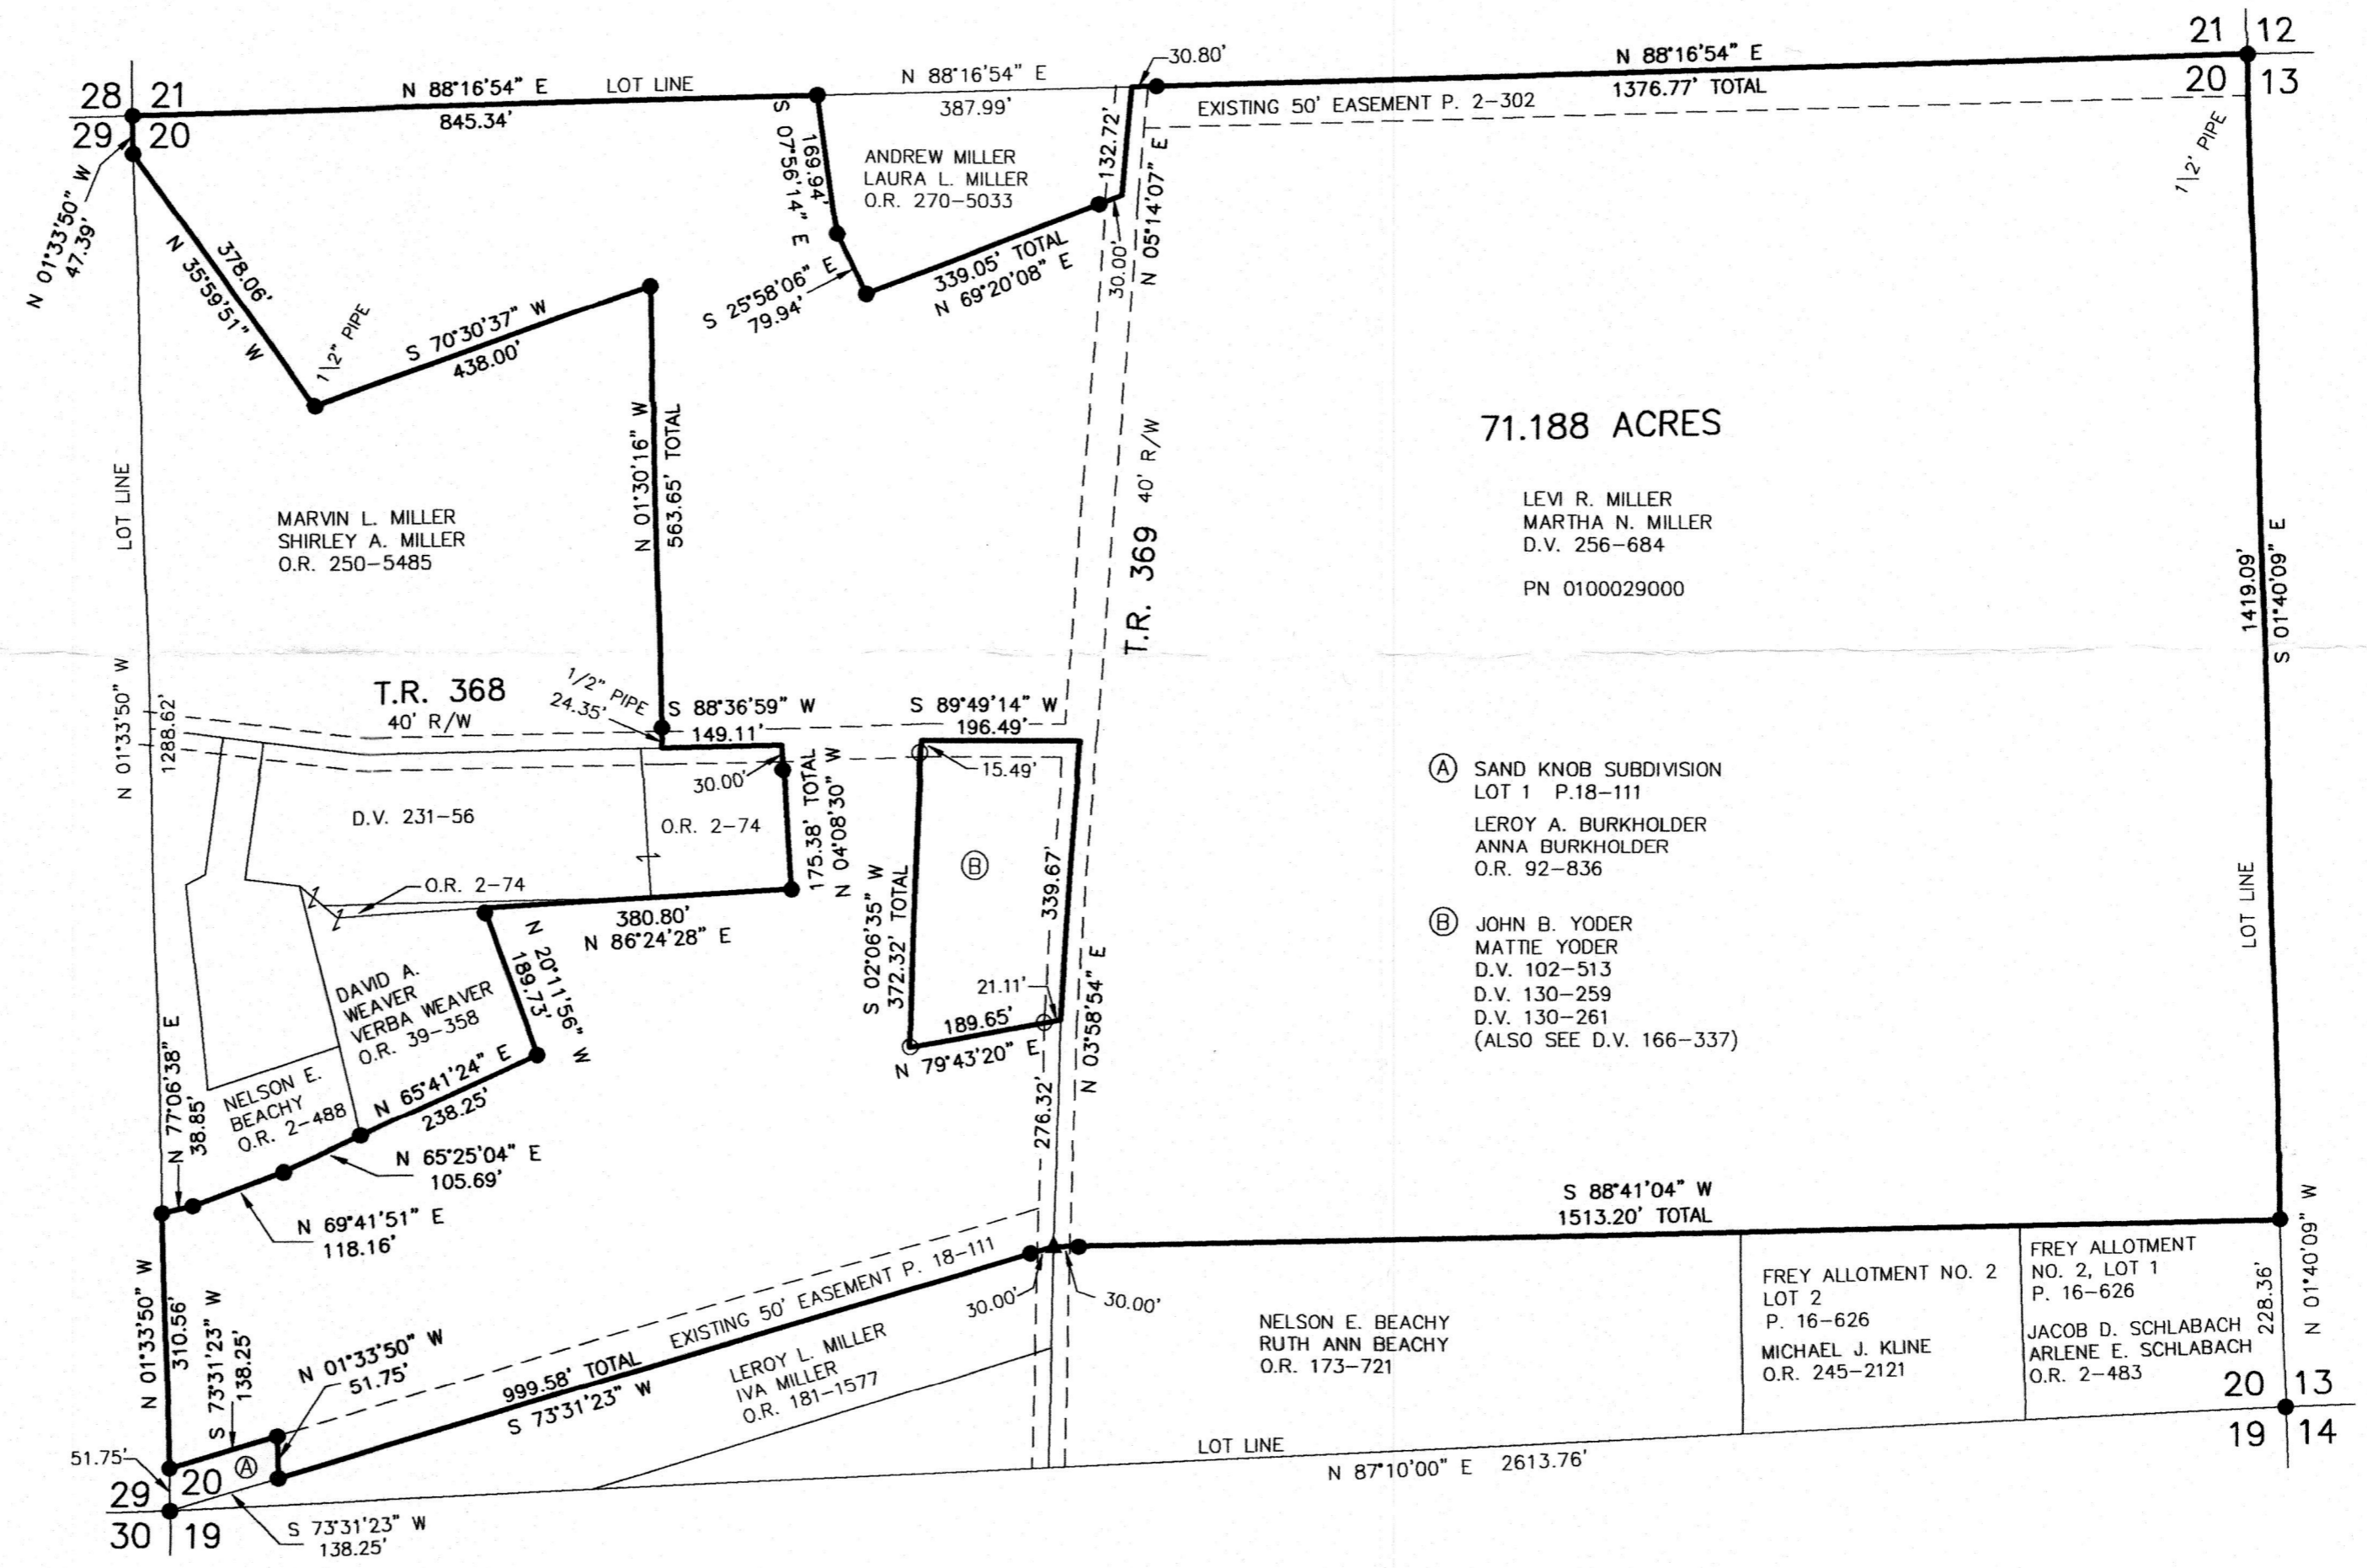 21 12
20 13
28 21
29 20
N 88°16'54" E LOT LINE
845.34'
N 88°16'54" E
387.99'
30.80'
N 88°16'54" E
1376.77' TOTAL
EXISTING 50' EASEMENT P. 2-302
1\2' PIPE
N 01°33'50" W
47.39'
378.06'
N 35°59'51" W
1\2" PIPE
S 70°30'37" W
438.00'
S 07°56'14" E
169.94'
ANDREW MILLER
LAURA L. MILLER
O.R. 270-5033
132.72'
N 05°14'07" E
30.00'
S 25°58'06" E
79.94'
339.05' TOTAL
N 69°20'08" E
LOT LINE
MARVIN L. MILLER
SHIRLEY A. MILLER
O.R. 250-5485
N 01°30'16" W
563.65' TOTAL
T.R. 369 40' R/W
71.188 ACRES
LEVI R. MILLER
MARTHA N. MILLER
D.V. 256-684
PN 0100029000
1419.09'
S 01°40'09" E
LOT LINE
N 01°33'50" W
1288.62'
T.R. 368
40' R/W
1/2" PIPE
24.35'
S 88°36'59" W
149.11'
S 89°49'14" W
196.49'
15.49'
30.00'
D.V. 231-56
O.R. 2-74
175.38' TOTAL
N 04°08'30" W
O.R. 2-74
380.80'
N 86°24'28" E
S 02°06'35" W
372.32' TOTAL
B
339.67'
21.11'
189.65'
N 79°43'20" E
N 03°58'54" E
276.32'
A SAND KNOB SUBDIVISION
LOT 1 P.18-111
LEROY A. BURKHOLDER
ANNA BURKHOLDER
O.R. 92-836
B JOHN B. YODER
MATTIE YODER
D.V. 102-513
D.V. 130-259
D.V. 130-261
(ALSO SEE D.V. 166-337)
N 20°11'56" W
189.73'
DAVID A.
WEAVER
VERBA WEAVER
O.R. 39-358
NELSON E.
BEACHY
O.R. 2-488
N 65°41'24" E
238.25'
N 77°06'38" E
38.85'
N 65°25'04" E
105.69'
N 69°41'51" E
118.16'
N 01°33'50" W
310.56'
S 73°31'23" W
138.25'
N 01°33'50" W
51.75'
EXISTING 50' EASEMENT P. 18-111
999.58' TOTAL
S 73°31'23" W
LEROY L. MILLER
IVA MILLER
O.R. 181-1577
30.00'
30.00'
S 88°41'04" W
1513.20' TOTAL
NELSON E. BEACHY
RUTH ANN BEACHY
O.R. 173-721
FREY ALLOTMENT NO. 2
LOT 2
P. 16-626
MICHAEL J. KLINE
O.R. 245-2121
FREY ALLOTMENT
NO. 2, LOT 1
P. 16-626
JACOB D. SCHLABACH
ARLENE E. SCHLABACH
O.R. 2-483
228.36'
N 01°40'09" W
20 13
19 14
LOT LINE
N 87°10'00" E 2613.76'
51.75'
A
29 20
30 19
S 73°31'23" W
138.25'